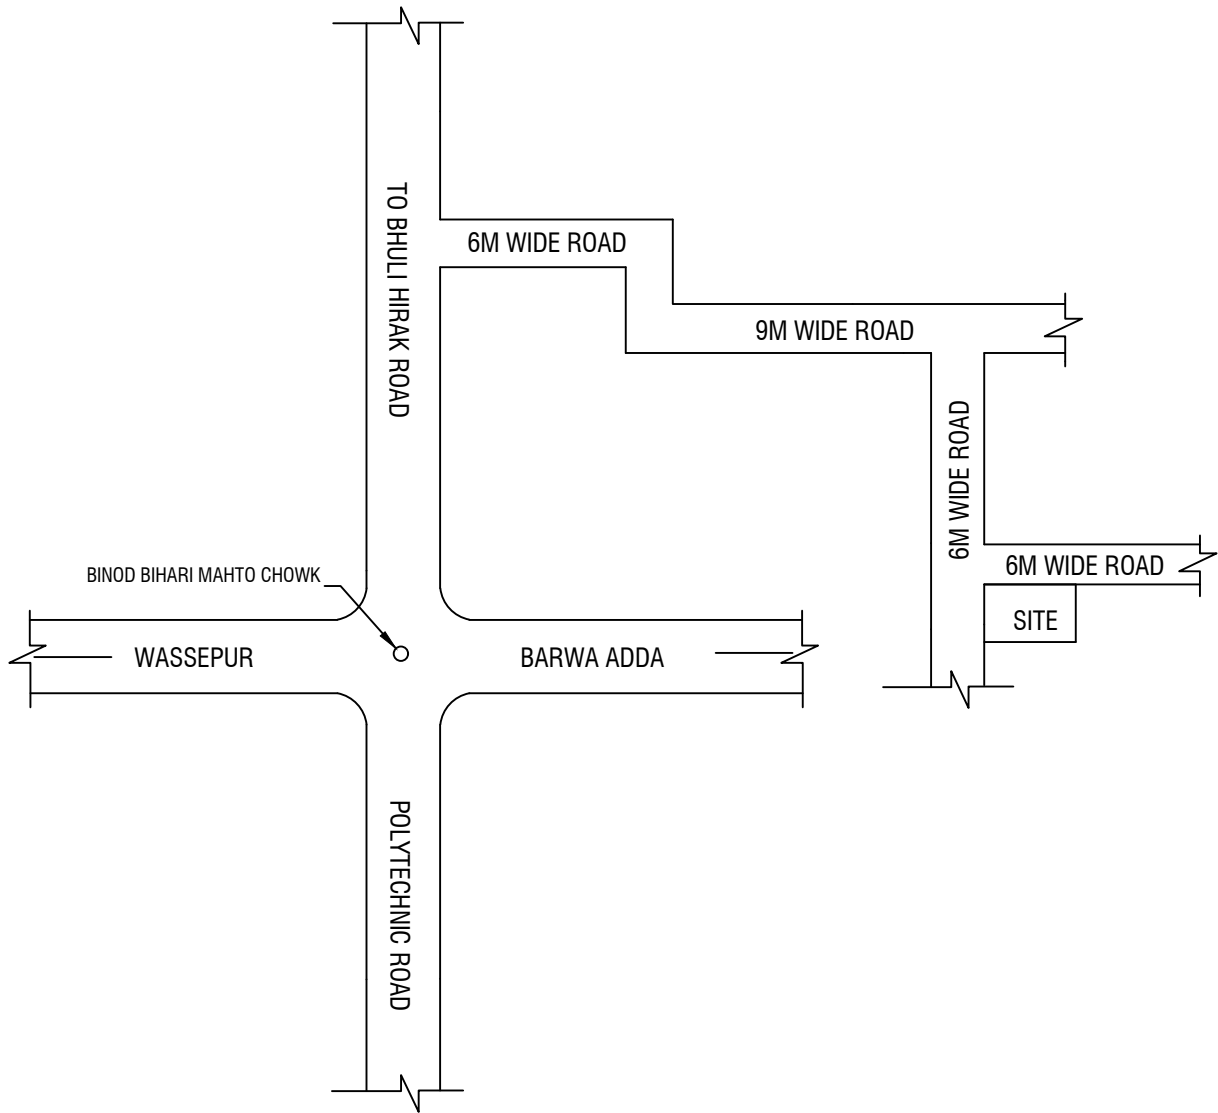 TO BHULI HIRAK ROAD
6M WIDE ROAD
9M WIDE ROAD
6M WIDE ROAD
6M WIDE ROAD
SITE
BINOD BIHARI MAHTO CHOWK
WASSEPUR
BARWA ADDA
POLYTECHNIC ROAD